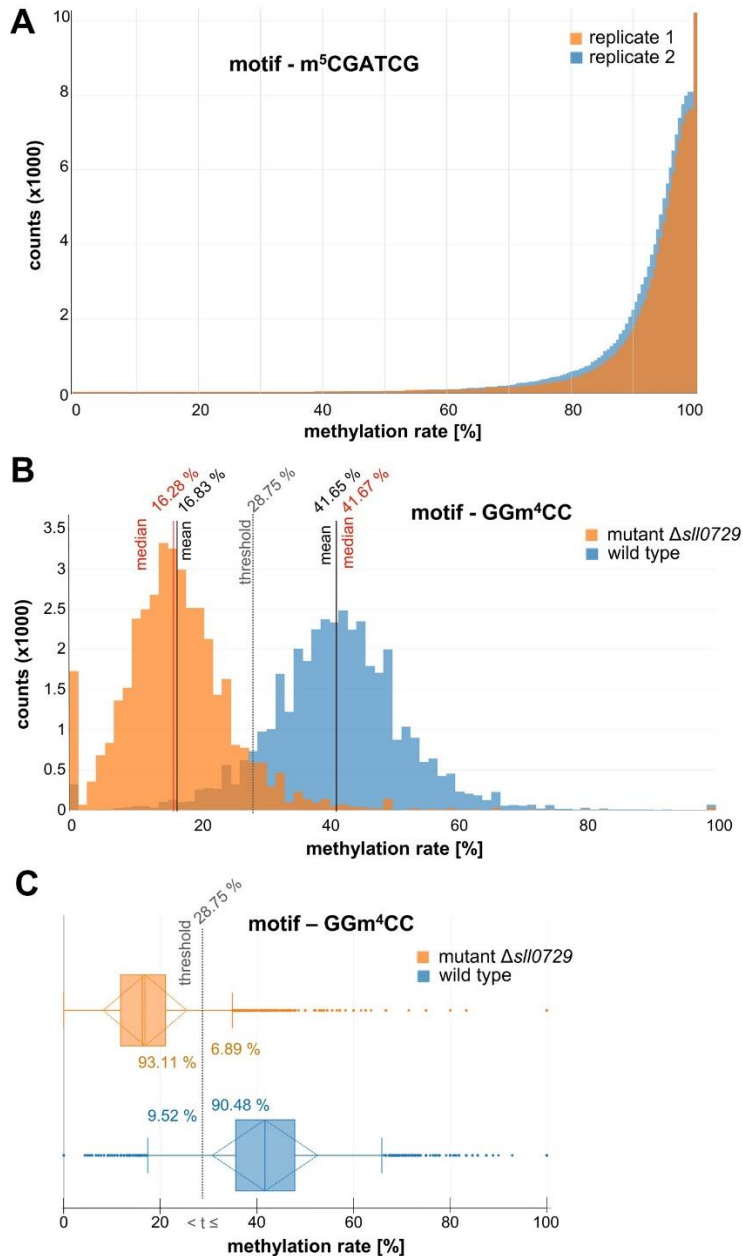 A
motif - m⁵CGATCG
replicate 1
replicate 2
counts (x1000)
10
8
6
4
2
0
0 20 40 60 80 100
methylation rate [%]
B
motif - GGm⁴CC
mutant Δsll0729
wild type
median
16.28 %
mean
16.83 %
threshold
28.75 %
mean
41.65 %
median
41.67 %
counts (x1000)
3.5
3
2.5
2
1.5
1
0.5
0
0 20 40 60 80 100
methylation rate [%]
C
motif – GGm⁴CC
mutant Δsll0729
wild type
threshold
28.75 %
93.11 %
6.89 %
9.52 %
90.48 %
0 20 40 60 80 100
< t ≤
methylation rate [%]